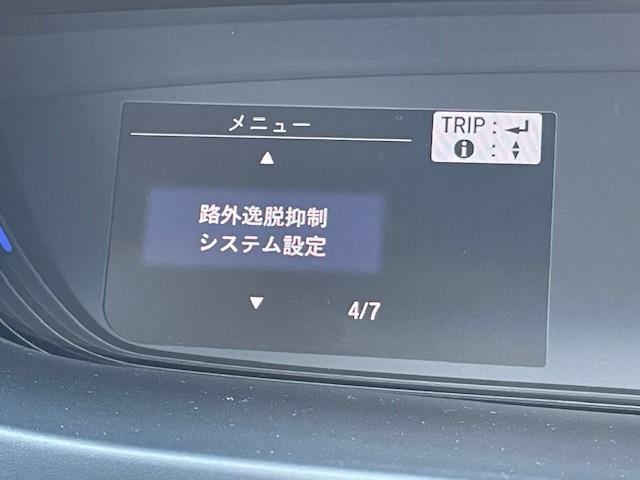 メニュー
TRIP :
:
路外逸脱抑制
システム設定
4/7